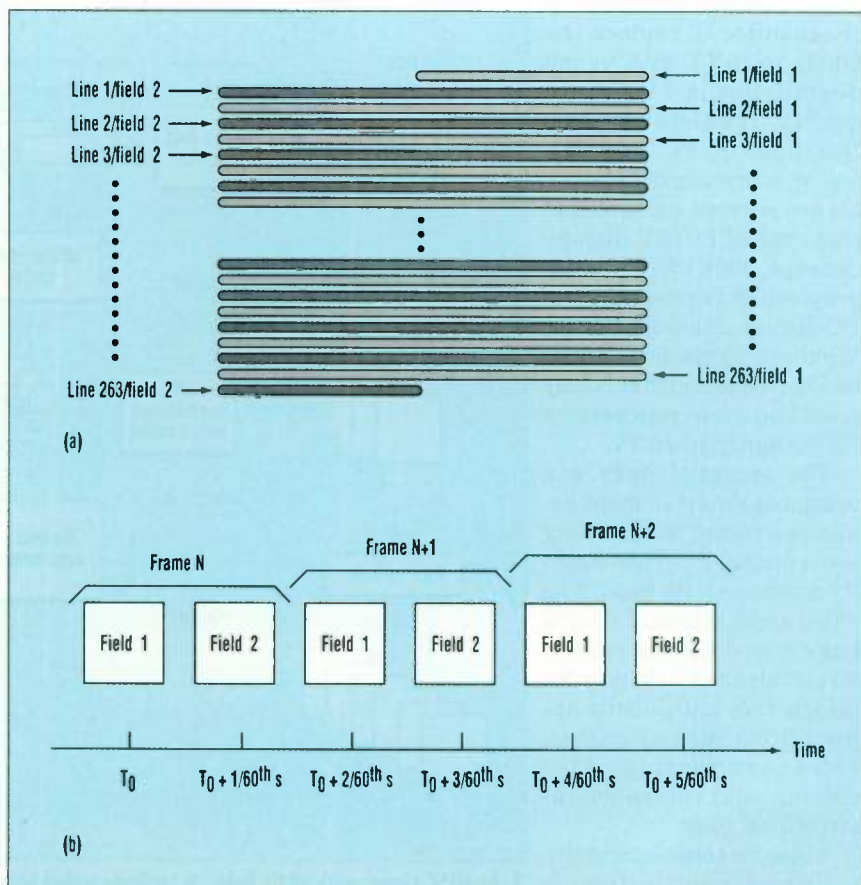 Line 1/field 1
Line 1/field 2
Line 2/field 1
Line 2/field 2
Line 3/field 1
Line 3/field 2
Line 263/field 1
Line 263/field 2
(a)
Frame N
Frame N+1
Frame N+2
Field 1
Field 2
Field 1
Field 2
Field 1
Field 2
Time
T0
T0 + 1/60th s
T0 + 2/60th s
T0 + 3/60th s
T0 + 4/60th s
T0 + 5/60th s
(b)